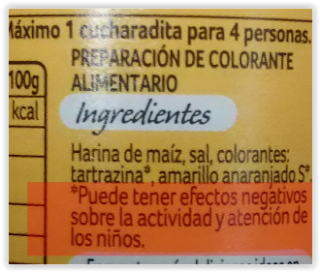 Máximo 1 cucharadita para 4 personas.
PREPARACIÓN DE COLORANTE
100g
ALIMENTARIO
kcal
Ingredientes
Harina de maíz, sal, colorantes:
tartrazina*, amarillo anaranjado S*.
*Puede tener efectos negativos
sobre la actividad y atención de
los niños.